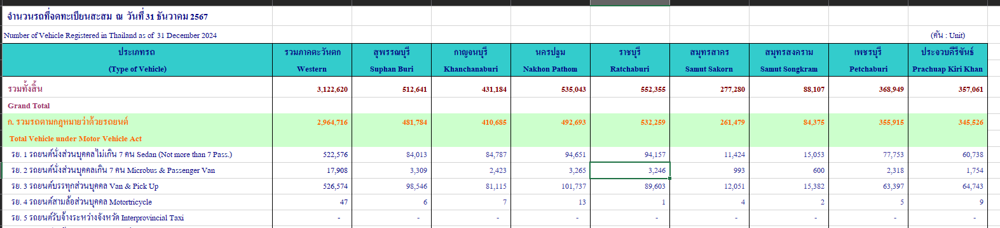 จำนวนรถที่จดทะเบียนสะสม ณ วันที่ 31 ธันวาคม 2567
Number of Vehicle Registered in Thailand as of 31 December 2024 (คัน : Unit)
ประเภทรถ รวมภาคตะวันตก สุพรรณบุรี กาญจนบุรี นครปฐม ราชบุรี สมุทรสาคร สมุทรสงคราม เพชรบุรี ประจวบคีรีขันธ์
(Type of Vehicle) Western Suphan Buri Khanchanaburi Nakhon Pathom Ratchaburi Samut Sakorn Samut Songkram Petchaburi Prachuap Kiri Khan
รวมทั้งสิ้น 3,122,620 512,641 431,184 535,043 552,355 277,280 88,107 368,949 357,061
Grand Total
ก. รวมรถตามกฎหมายว่าด้วยรถยนต์ 2,964,716 481,784 410,685 492,693 532,259 261,479 84,375 355,915 345,526
Total Vehicle under Motor Vehicle Act
รย. 1 รถยนต์นั่งส่วนบุคคลไม่เกิน 7 คน Sedan (Not more than 7 Pass.) 522,576 84,013 84,787 94,651 94,157 11,424 15,053 77,753 60,738
รย. 2 รถยนต์นั่งส่วนบุคคลเกิน 7 คน Microbus & Passenger Van 17,908 3,309 2,423 3,265 3,246 993 600 2,318 1,754
รย. 3 รถยนต์บรรทุกส่วนบุคคล Van & Pick Up 526,574 98,546 81,115 101,737 89,603 12,051 15,382 63,397 64,743
รย. 4 รถยนต์สามล้อส่วนบุคคล Motortricycle 47 6 7 13 1 4 2 5 9
รย. 5 รถยนต์รับจ้างระหว่างจังหวัด Interprovincial Taxi - - - - - - - - -